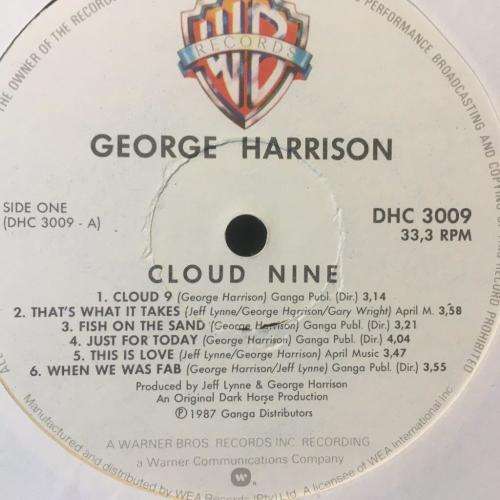 THE OWNER OF THE RECOR
PERFORMANCE BROADCASTING AND COPYING
PROHIBITED
WB
RECORDS
GEORGE HARRISON
SIDE ONE
(DHC 3009 - A)
DHC 3009
33,3 RPM
CLOUD NINE
1. CLOUD 9 (George Harrison) Ganga Publ. (Dir.) 3,14
2. THAT'S WHAT IT TAKES (Jeff Lynne/George Harrison/Gary Wright) April M. 3,58
3. FISH ON THE SAND (George Harrison) Ganga Publ. (Dir.) 3,21
4. JUST FOR TODAY (George Harrison) Ganga Publ. (Dir.) 4,04
5. THIS IS LOVE (Jeff Lynne/George Harrison) April Music 3,47
6. WHEN WE WAS FAB (George Harrison/Jeff Lynne) Ganga Publ. (Dir.) 3,55
Produced by Jeff Lynne & George Harrison
An Original Dark Horse Production
℗ 1987 Ganga Distributors
A WARNER BROS. RECORDS INC. RECORDING
a Warner Communications Company
Manufactured and distributed by WEA Records (Pty) Ltd. A licensee of WEA International Inc.